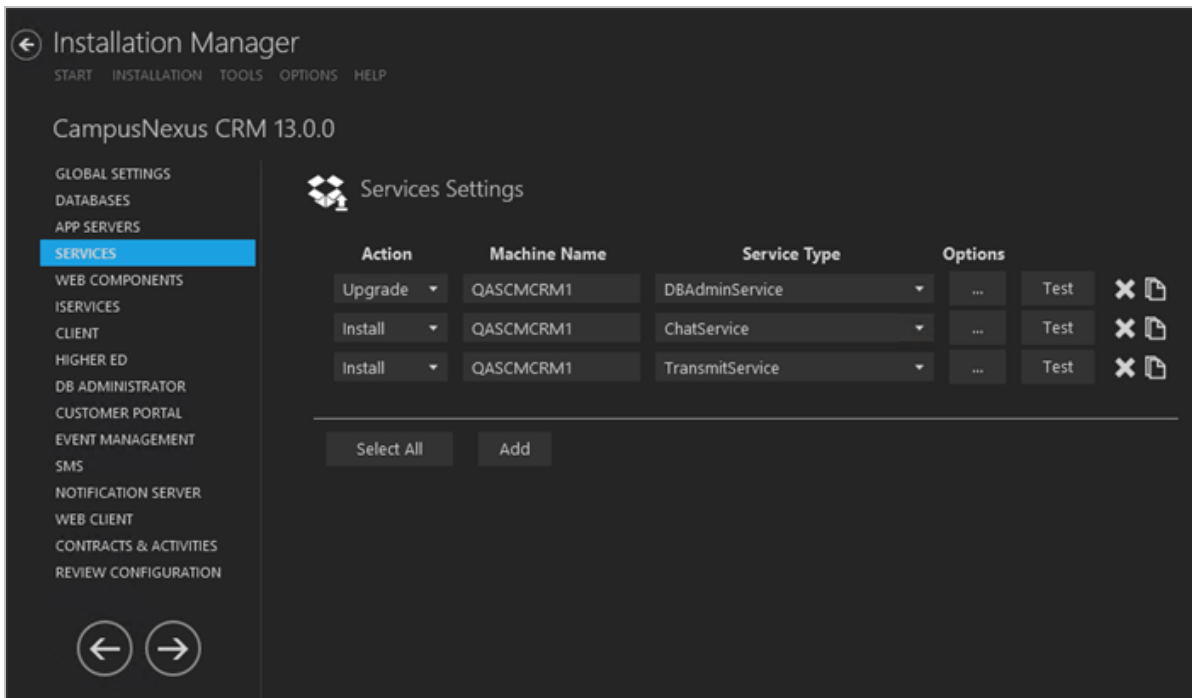 Installation Manager
START INSTALLATION TOOLS OPTIONS HELP
CampusNexus CRM 13.0.0
GLOBAL SETTINGS
DATABASES
APP SERVERS
SERVICES
WEB COMPONENTS
ISERVICES
CLIENT
HIGHER ED
DB ADMINISTRATOR
CUSTOMER PORTAL
EVENT MANAGEMENT
SMS
NOTIFICATION SERVER
WEB CLIENT
CONTRACTS & ACTIVITIES
REVIEW CONFIGURATION
Services Settings
Action Machine Name Service Type Options
Upgrade QASCMCRM1 DBAdminService ... Test
Install QASCMCRM1 ChatService ... Test
Install QASCMCRM1 TransmitService ... Test
Select All Add